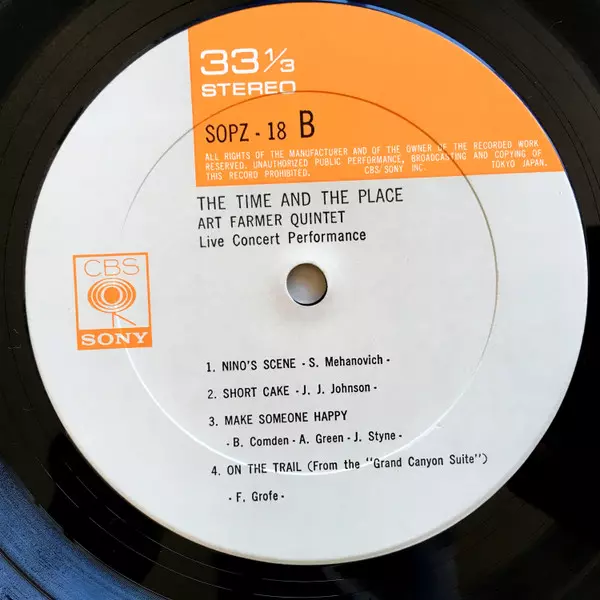 33 1/3
STEREO
SOPZ - 18 B
ALL RIGHTS OF THE MANUFACTURER AND OF THE OWNER OF THE RECORDED WORK
RESERVED. UNAUTHORIZED PUBLIC PERFORMANCE, BROADCASTING AND COPYING OF
THIS RECORD PROHIBITED. CBS/SONY INC. TOKYO JAPAN.
THE TIME AND THE PLACE
ART FARMER QUINTET
Live Concert Performance
CBS
SONY
1. NINO'S SCENE - S. Mehanovich -
2. SHORT CAKE - J. J. Johnson -
3. MAKE SOMEONE HAPPY
- B. Comden - A. Green - J. Styne -
4. ON THE TRAIL (From the "Grand Canyon Suite")
- F. Grofe -